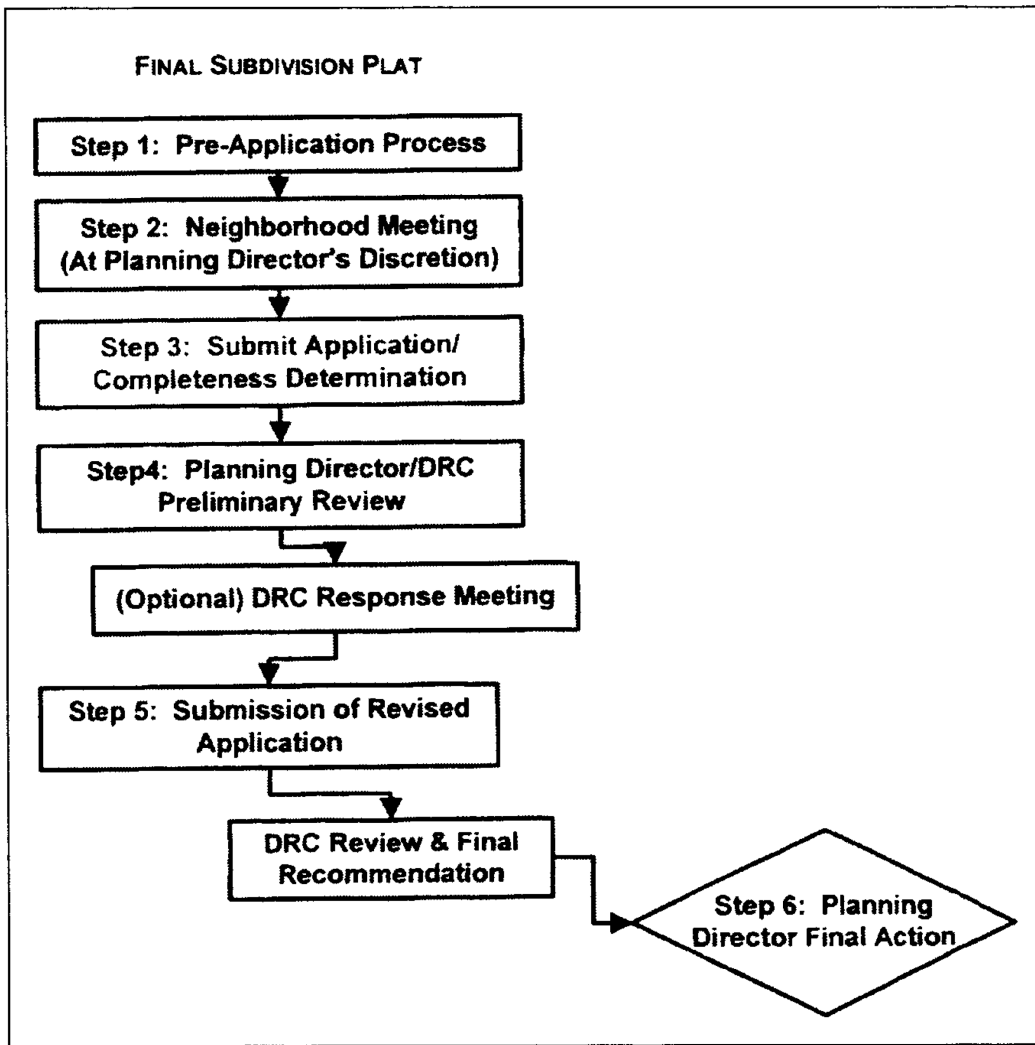 FINAL SUBDIVISION PLAT
Step 1: Pre-Application Process
Step 2: Neighborhood Meeting
(At Planning Director's Discretion)
Step 3: Submit Application/
Completeness Determination
Step4: Planning Director/DRC
Preliminary Review
(Optional) DRC Response Meeting
Step 5: Submission of Revised
Application
DRC Review & Final
Recommendation
Step 6: Planning
Director Final Action